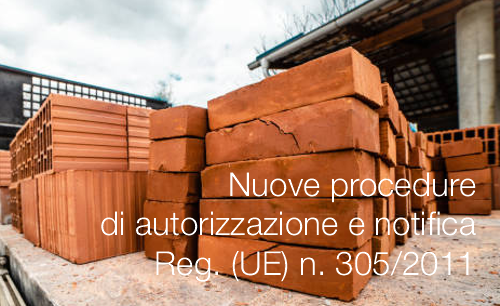 Nuove procedure
di autorizzazione e notifica
Reg. (UE) n. 305/2011